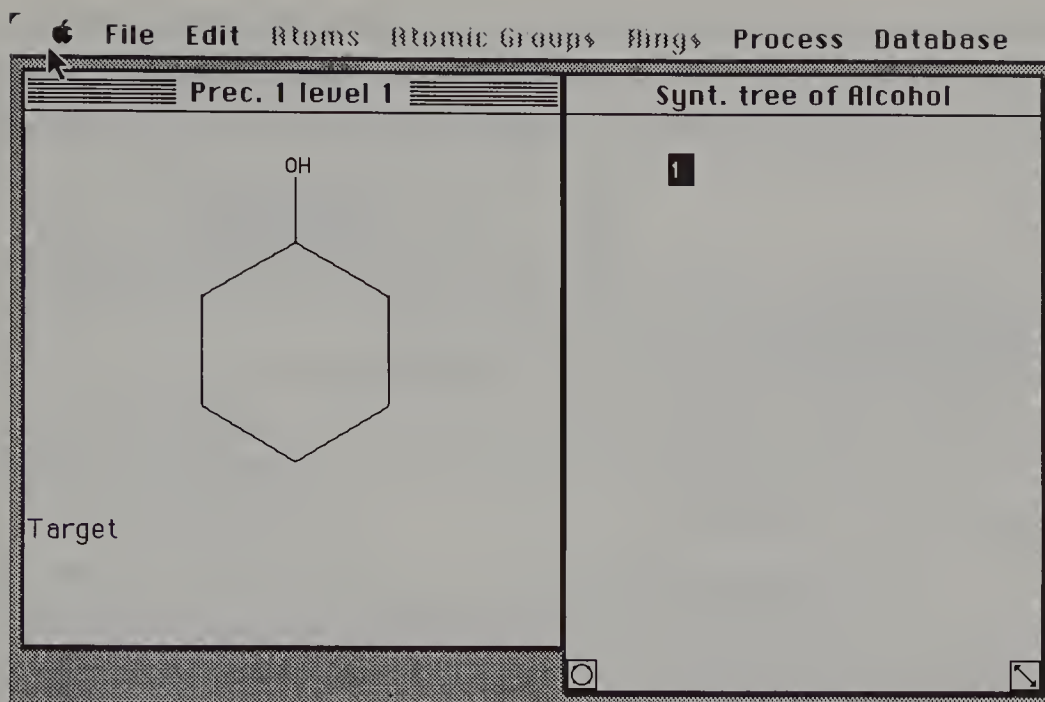 File Edit Atoms Atomic Groups Rings Process Database
Prec. 1 level 1
Synt. tree of Alcohol
1
OH
Target